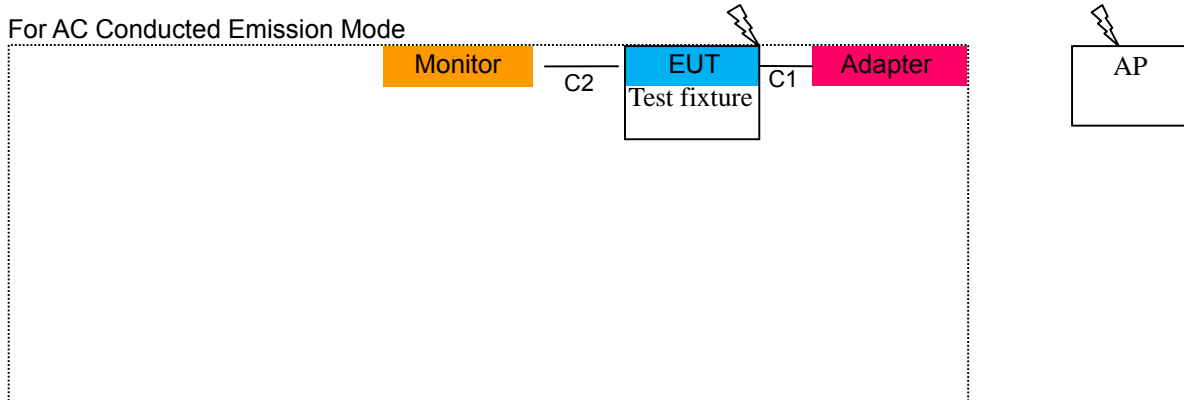 For AC Conducted Emission Mode
Monitor
C2
EUT
Test fixture
C1
Adapter
AP